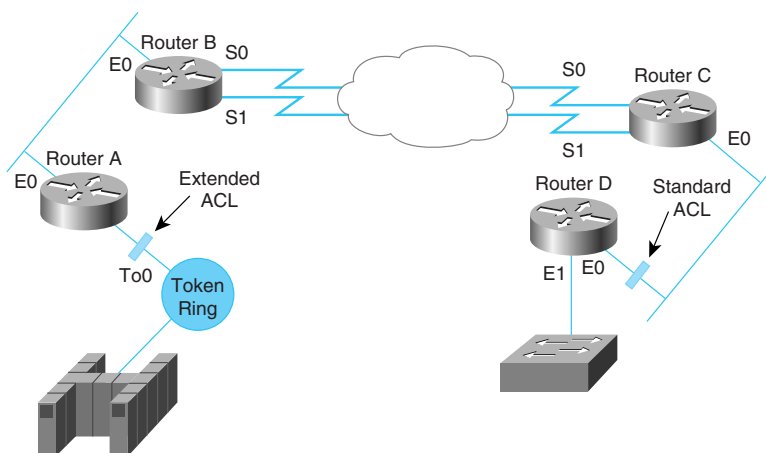 Router B
E0
S0
S1
S0
S1
Router C
E0
Router A
E0
Extended
ACL
To0
Token
Ring
Router D
E1
E0
Standard
ACL